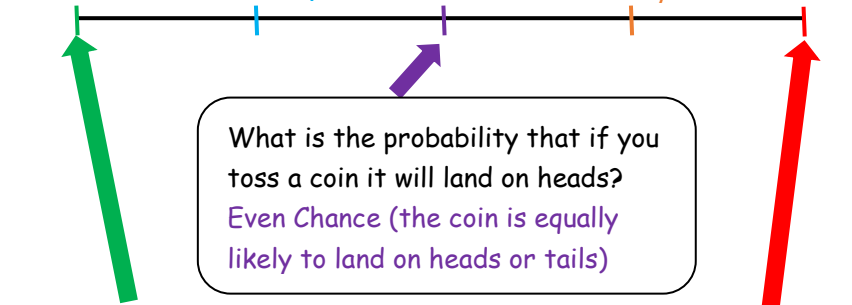 What is the probability that if you
toss a coin it will land on heads?
Even Chance (the coin is equally
likely to land on heads or tails)